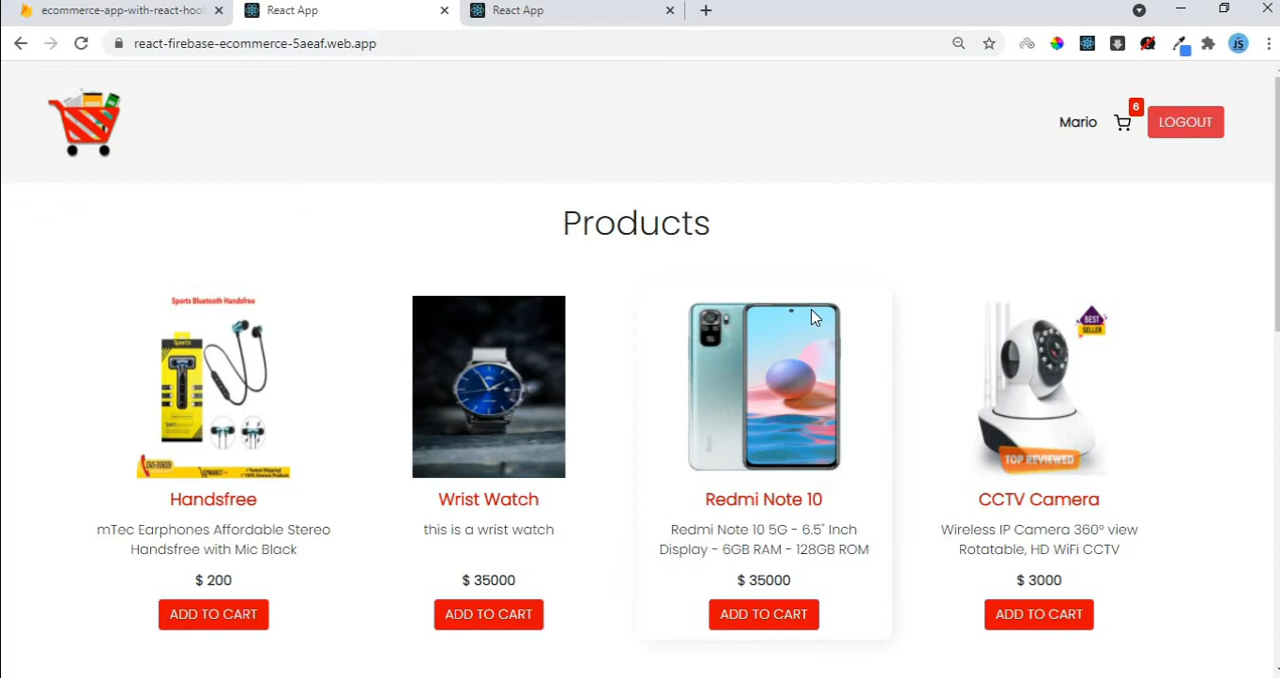 ecommerce-app-with-react-hoo
React App
React App
react-firebase-ecommerce-5aeaf.web.app
JS
Mario
6
LOGOUT
Products
Sports Bluetooth Handsfree
Sports
BEST
SELLER
TOP REVIEWED
Handsfree
Wrist Watch
Redmi Note 10
CCTV Camera
mTec Earphones Affordable Stereo
Handsfree with Mic Black
this is a wrist watch
Redmi Note 10 5G - 6.5" Inch
Display - 6GB RAM - 128GB ROM
Wireless IP Camera 360° view
Rotatable, HD WiFi CCTV
$ 200
$ 35000
$ 35000
$ 3000
ADD TO CART
ADD TO CART
ADD TO CART
ADD TO CART